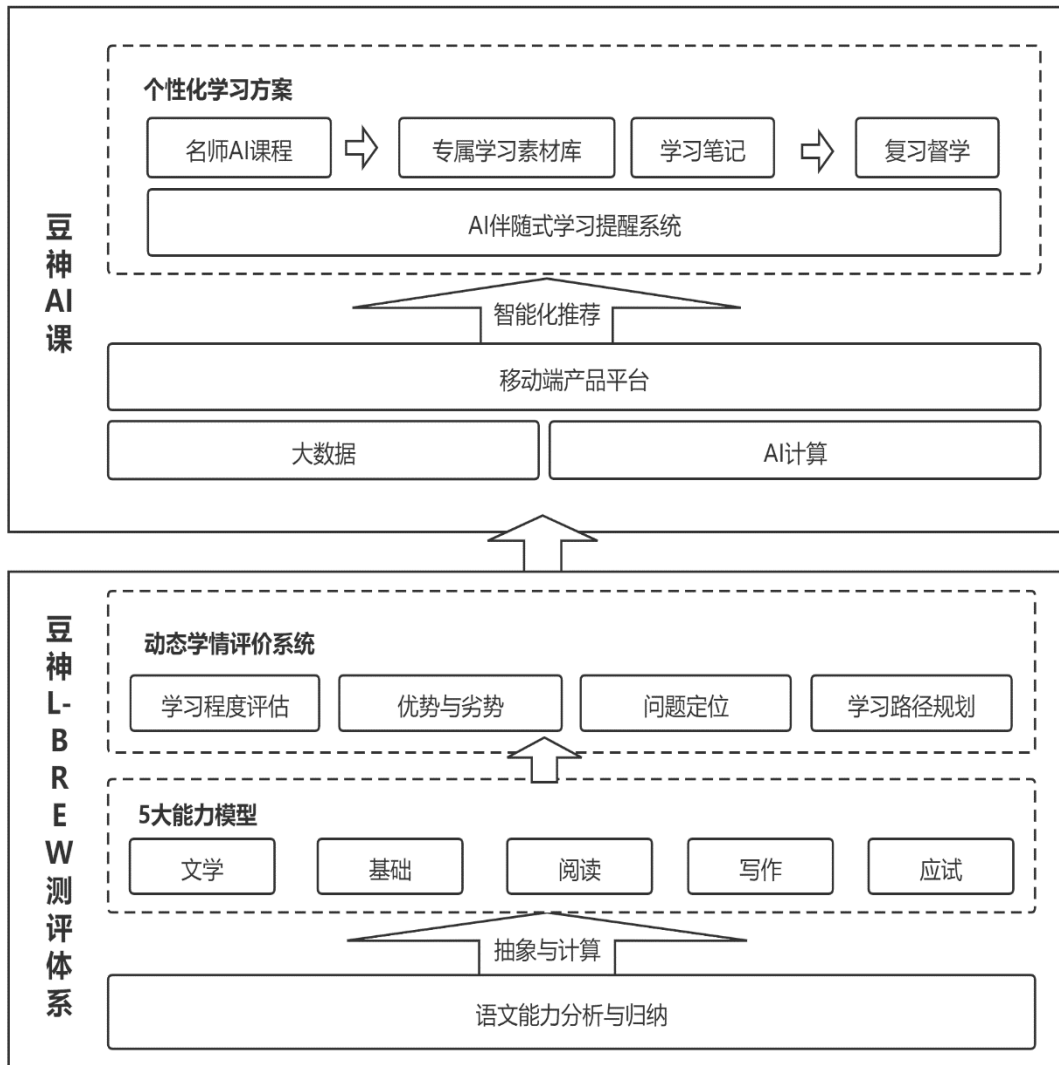 豆神AI课
个性化学习方案
名师AI课程
专属学习素材库
学习笔记
复习督学
AI伴随式学习提醒系统
智能化推荐
移动端产品平台
大数据
AI计算
豆神L-BREW测评体系
动态学情评价系统
学习程度评估
优势与劣势
问题定位
学习路径规划
5大能力模型
文学
基础
阅读
写作
应试
抽象与计算
语文能力分析与归纳